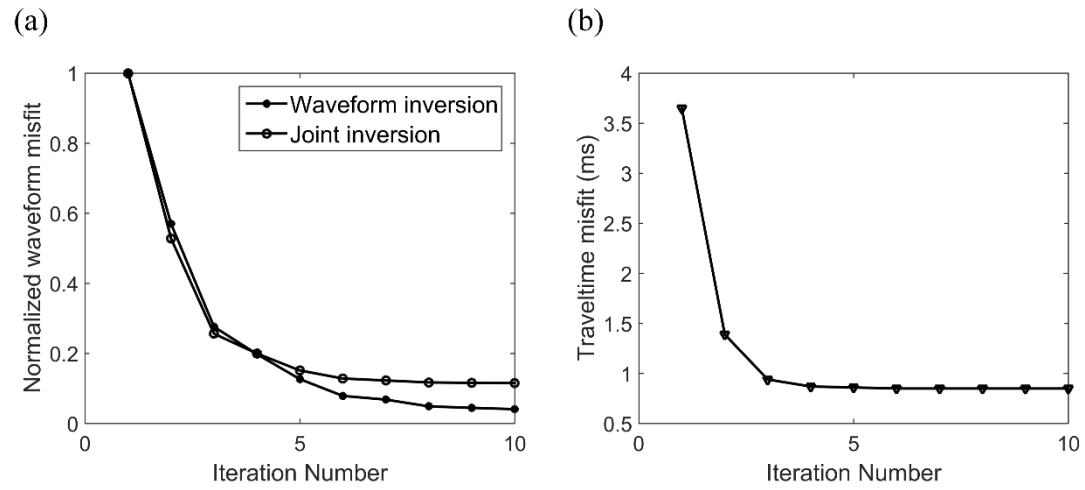 (a)
(b)
Normalized waveform misfit
1
0.8
0.6
0.4
0.2
0
0
5
10
Iteration Number
Waveform inversion
Joint inversion
Traveltime misfit (ms)
4
3.5
3
2.5
2
1.5
1
0.5
0
5
10
Iteration Number